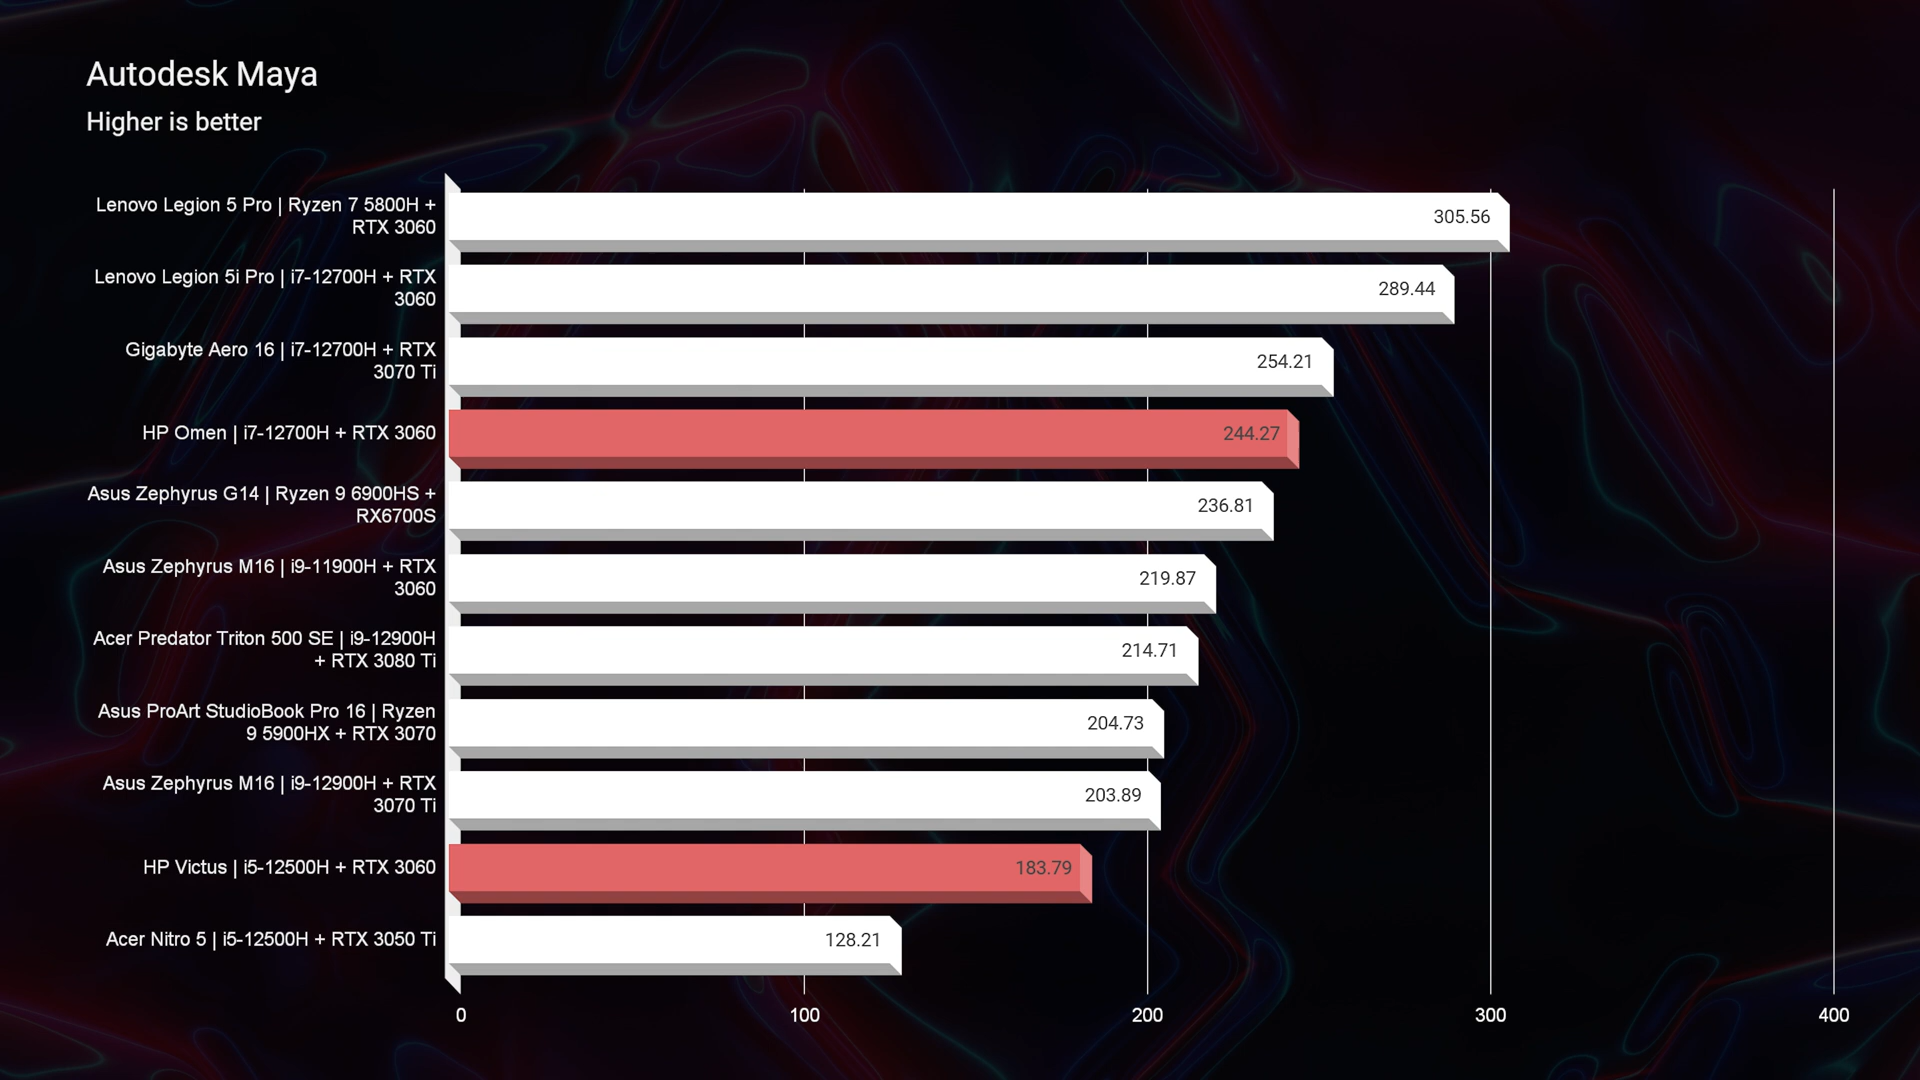 Autodesk Maya
Higher is better
Lenovo Legion 5 Pro | Ryzen 7 5800H +
RTX 3060
305.56
Lenovo Legion 5i Pro | i7-12700H + RTX
3060
289.44
Gigabyte Aero 16 | i7-12700H + RTX
3070 Ti
254.21
HP Omen | i7-12700H + RTX 3060
244.27
Asus Zephyrus G14 | Ryzen 9 6900HS +
RX6700S
236.81
Asus Zephyrus M16 | i9-11900H + RTX
3060
219.87
Acer Predator Triton 500 SE | i9-12900H
+ RTX 3080 Ti
214.71
Asus ProArt StudioBook Pro 16 | Ryzen
9 5900HX + RTX 3070
204.73
Asus Zephyrus M16 | i9-12900H + RTX
3070 Ti
203.89
HP Victus | i5-12500H + RTX 3060
183.79
Acer Nitro 5 | i5-12500H + RTX 3050 Ti
128.21
0 100 200 300 400